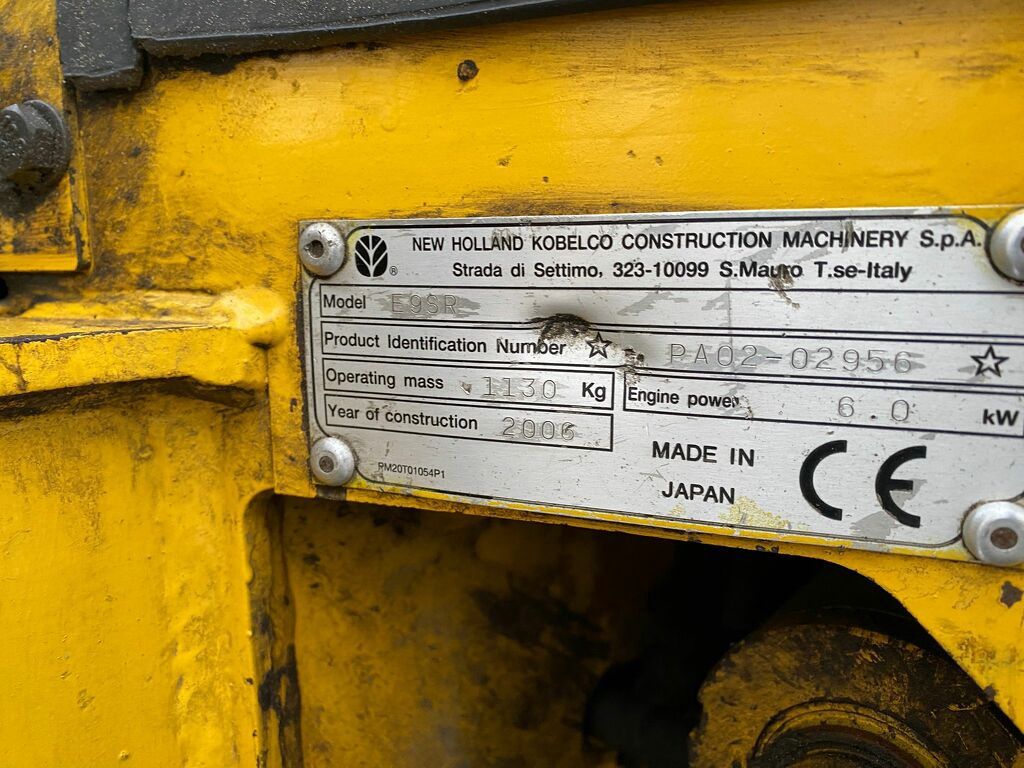 NEW HOLLAND KOBELCO CONSTRUCTION MACHINERY S.p.A.
Strada di Settimo, 323-10099 S.Mauro T.se-Italy
Model E9SR
Product Identification Number ☆ PA02-02956 ☆
Operating mass 1130 Kg
Engine power 6.0 kW
Year of construction 2006
MADE IN
JAPAN
CE
PM20T01054P1
®